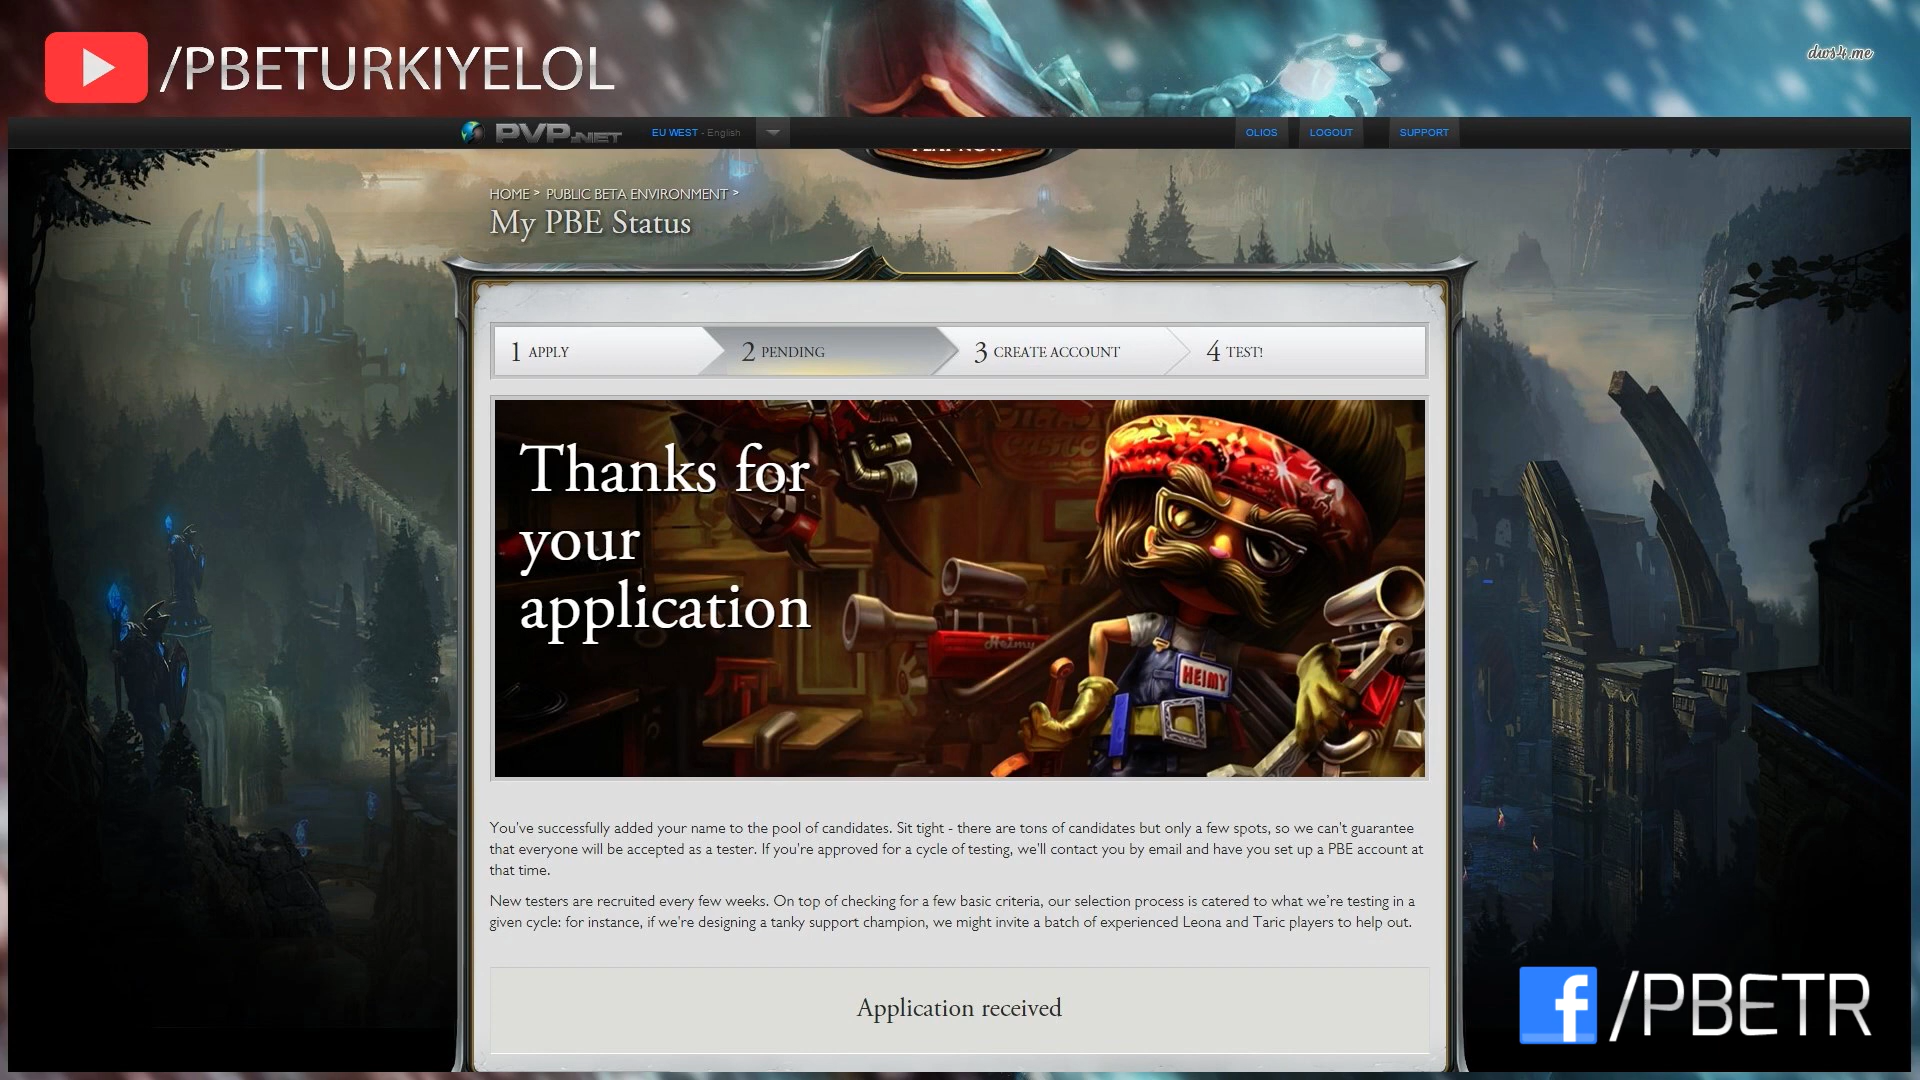 /PBETURKIYELOL
dws4.me
PVP.NET
EU WEST - English
OLIOS
LOGOUT
SUPPORT
PLAY NOW
HOME > PUBLIC BETA ENVIRONMENT >
My PBE Status
1 APPLY
2 PENDING
3 CREATE ACCOUNT
4 TEST!
Thanks for
your
application
Heimy
HEIMY
You've successfully added your name to the pool of candidates. Sit tight - there are tons of candidates but only a few spots, so we can't guarantee
that everyone will be accepted as a tester. If you're approved for a cycle of testing, we'll contact you by email and have you set up a PBE account at
that time.
New testers are recruited every few weeks. On top of checking for a few basic criteria, our selection process is catered to what we're testing in a
given cycle: for instance, if we're designing a tanky support champion, we might invite a batch of experienced Leona and Taric players to help out.
Application received
f /PBETR